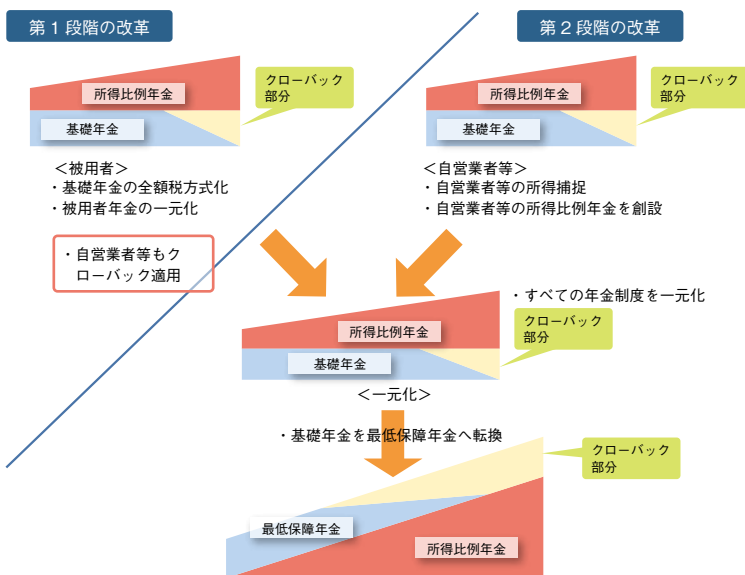 第1段階の改革
第2段階の改革
所得比例年金
基礎年金
クローバック
部分
<被用者>
・基礎年金の全額税方式化
・被用者年金の一元化
・自営業者等もク
ローバック適用
所得比例年金
基礎年金
クローバック
部分
<自営業者等>
・自営業者等の所得捕捉
・自営業者等の所得比例年金を創設
・すべての年金制度を一元化
所得比例年金
基礎年金
クローバック
部分
<一元化>
・基礎年金を最低保障年金へ転換
クローバック
部分
最低保障年金
所得比例年金